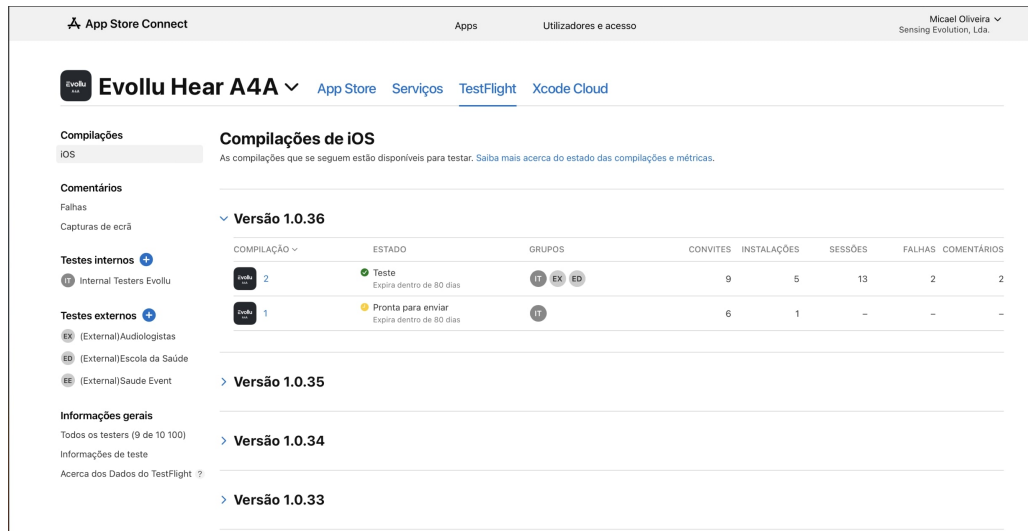 App Store Connect
Apps
Utilizadores e acesso
Micael Oliveira
Sensing Evolution, Lda.
Evollu
A4A
Evollu Hear A4A
App Store
Serviços
TestFlight
Xcode Cloud
Compilações
iOS
Comentários
Falhas
Capturas de ecrã
Testes internos
IT Internal Testers Evollu
Testes externos
EX (External)Audiologistas
ED (External)Escola da Saúde
EE (External)Saude Event
Informações gerais
Todos os testers (9 de 10 100)
Informações de teste
Acerca dos Dados do TestFlight ?
Compilações de iOS
As compilações que se seguem estão disponíveis para testar. Saiba mais acerca do estado das compilações e métricas.
Versão 1.0.36
COMPILAÇÃO ESTADO GRUPOS CONVITES INSTALAÇÕES SESSÕES FALHAS COMENTÁRIOS
Evollu 2 Teste IT EX ED 9 5 13 2 2
Expira dentro de 80 dias
Evollu 1 Pronta para enviar IT 6 1 – – –
Expira dentro de 80 dias
Versão 1.0.35
Versão 1.0.34
Versão 1.0.33